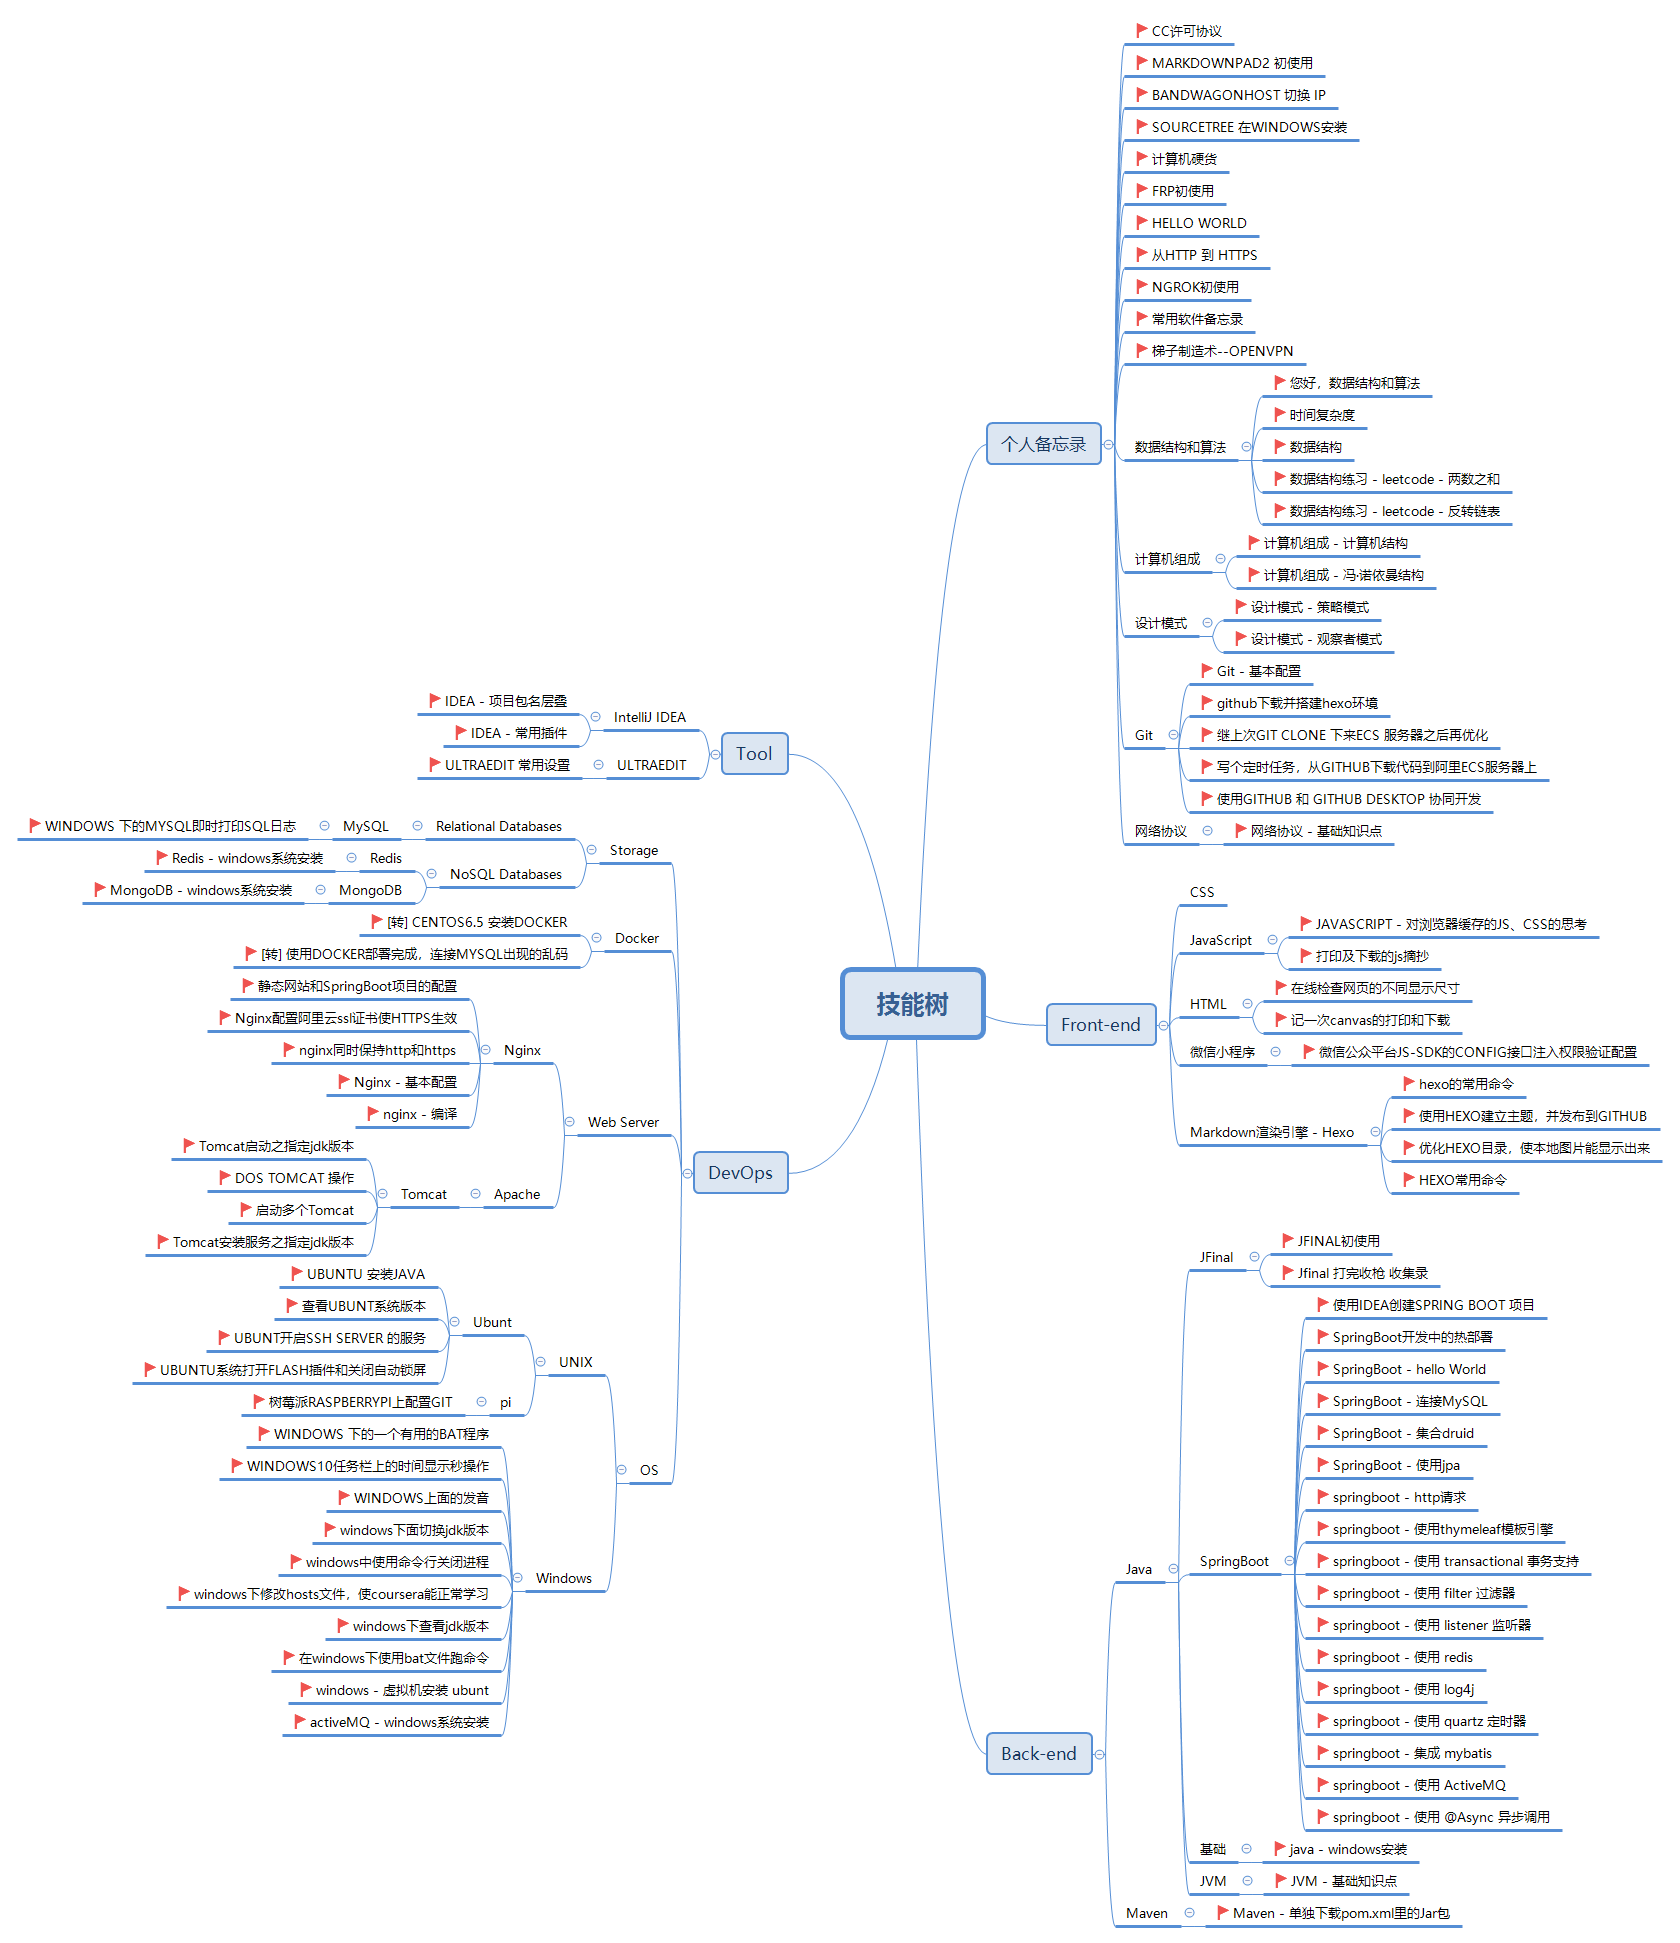 技能树
个人备忘录
CC许可协议
MARKDOWNPAD2 初使用
BANDWAGONHOST 切换 IP
SOURCETREE 在WINDOWS安装
计算机硬货
FRP初使用
HELLO WORLD
从HTTP 到 HTTPS
NGROK初使用
常用软件备忘录
梯子制造术--OPENVPN
数据结构和算法
您好，数据结构和算法
时间复杂度
数据结构
数据结构练习 - leetcode - 两数之和
数据结构练习 - leetcode - 反转链表
计算机组成
计算机组成 - 计算机结构
计算机组成 - 冯·诺依曼结构
设计模式
设计模式 - 策略模式
设计模式 - 观察者模式
Git
Git - 基本配置
github下载并搭建hexo环境
继上次GIT CLONE 下来ECS 服务器之后再优化
写个定时任务，从GITHUB下载代码到阿里ECS服务器上
使用GITHUB 和 GITHUB DESKTOP 协同开发
网络协议
网络协议 - 基础知识点
Front-end
CSS
JavaScript
JAVASCRIPT - 对浏览器缓存的JS、CSS的思考
打印及下载的js摘抄
HTML
在线检查网页的不同显示尺寸
记一次canvas的打印和下载
微信小程序
微信公众平台JS-SDK的CONFIG接口注入权限验证配置
Markdown渲染引擎 - Hexo
hexo的常用命令
使用HEXO建立主题，并发布到GITHUB
优化HEXO目录，使本地图片能显示出来
HEXO常用命令
Back-end
Java
JFinal
JFINAL初使用
Jfinal 打完收枪 收集录
SpringBoot
使用IDEA创建SPRING BOOT 项目
SpringBoot开发中的热部署
SpringBoot - hello World
SpringBoot - 连接MySQL
SpringBoot - 集合druid
SpringBoot - 使用jpa
springboot - http请求
springboot - 使用thymeleaf模板引擎
springboot - 使用 transactional 事务支持
springboot - 使用 filter 过滤器
springboot - 使用 listener 监听器
springboot - 使用 redis
springboot - 使用 log4j
springboot - 使用 quartz 定时器
springboot - 集成 mybatis
springboot - 使用 ActiveMQ
springboot - 使用 @Async 异步调用
基础
java - windows安装
JVM
JVM - 基础知识点
Maven
Maven - 单独下载pom.xml里的Jar包
Tool
IntelliJ IDEA
IDEA - 项目包名层叠
IDEA - 常用插件
ULTRAEDIT
ULTRAEDIT 常用设置
DevOps
Storage
Relational Databases
MySQL
WINDOWS 下的MYSQL即时打印SQL日志
NoSQL Databases
Redis
Redis - windows系统安装
MongoDB
MongoDB - windows系统安装
Docker
[转] CENTOS6.5 安装DOCKER
[转] 使用DOCKER部署完成，连接MYSQL出现的乱码
Web Server
Nginx
静态网站和SpringBoot项目的配置
Nginx配置阿里云ssl证书使HTTPS生效
nginx同时保持http和https
Nginx - 基本配置
nginx - 编译
Apache
Tomcat
Tomcat启动之指定jdk版本
DOS TOMCAT 操作
启动多个Tomcat
Tomcat安装服务之指定jdk版本
OS
UNIX
Ubunt
UBUNTU 安装JAVA
查看UBUNT系统版本
UBUNT开启SSH SERVER 的服务
UBUNTU系统打开FLASH插件和关闭自动锁屏
pi
树莓派RASPBERRYPI上配置GIT
Windows
WINDOWS 下的一个有用的BAT程序
WINDOWS10任务栏上的时间显示秒操作
WINDOWS上面的发音
windows下面切换jdk版本
windows中使用命令行关闭进程
windows下修改hosts文件，使coursera能正常学习
windows下查看jdk版本
在windows下使用bat文件跑命令
windows - 虚拟机安装 ubunt
activeMQ - windows系统安装